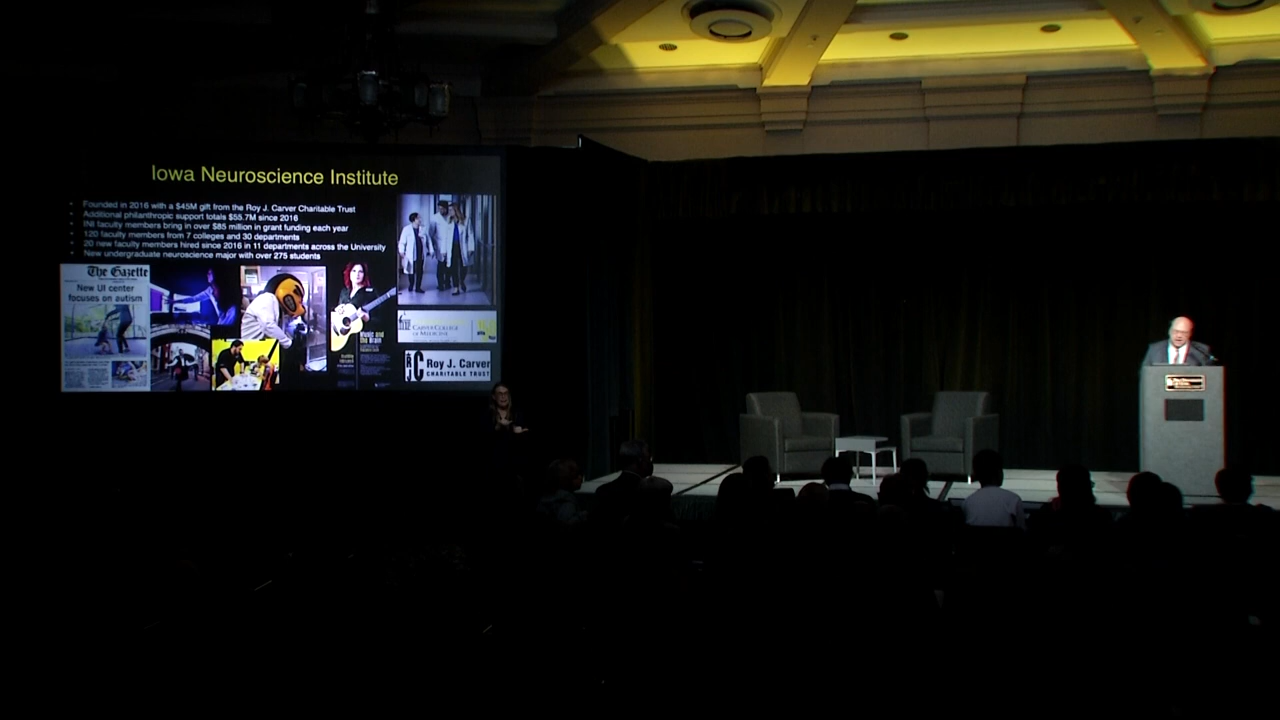 Iowa Neuroscience Institute
• Founded in 2016 with a $45M gift from the Roy J. Carver Charitable Trust
• Additional philanthropic support totals $55.7M since 2016
• INI faculty members bring in over $85 million in grant funding each year
• 120 faculty members from 7 colleges and 30 departments
• 20 new faculty members hired since 2016 in 11 departments across the University
• New undergraduate neuroscience major with over 275 students
The Gazette
New UI center
focuses on autism
Music and
the Brain
CARVER COLLEGE
OF MEDICINE
Roy J. Carver
CHARITABLE TRUST